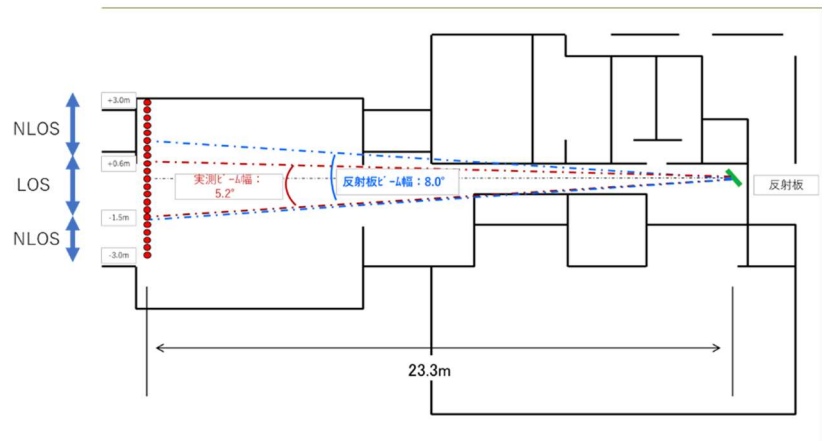 +3.0m
NLOS
+0.6m
LOS
実測ビーム幅：
5.2°
反射板ビーム幅：8.0°
反射板
-1.5m
NLOS
-3.0m
23.3m